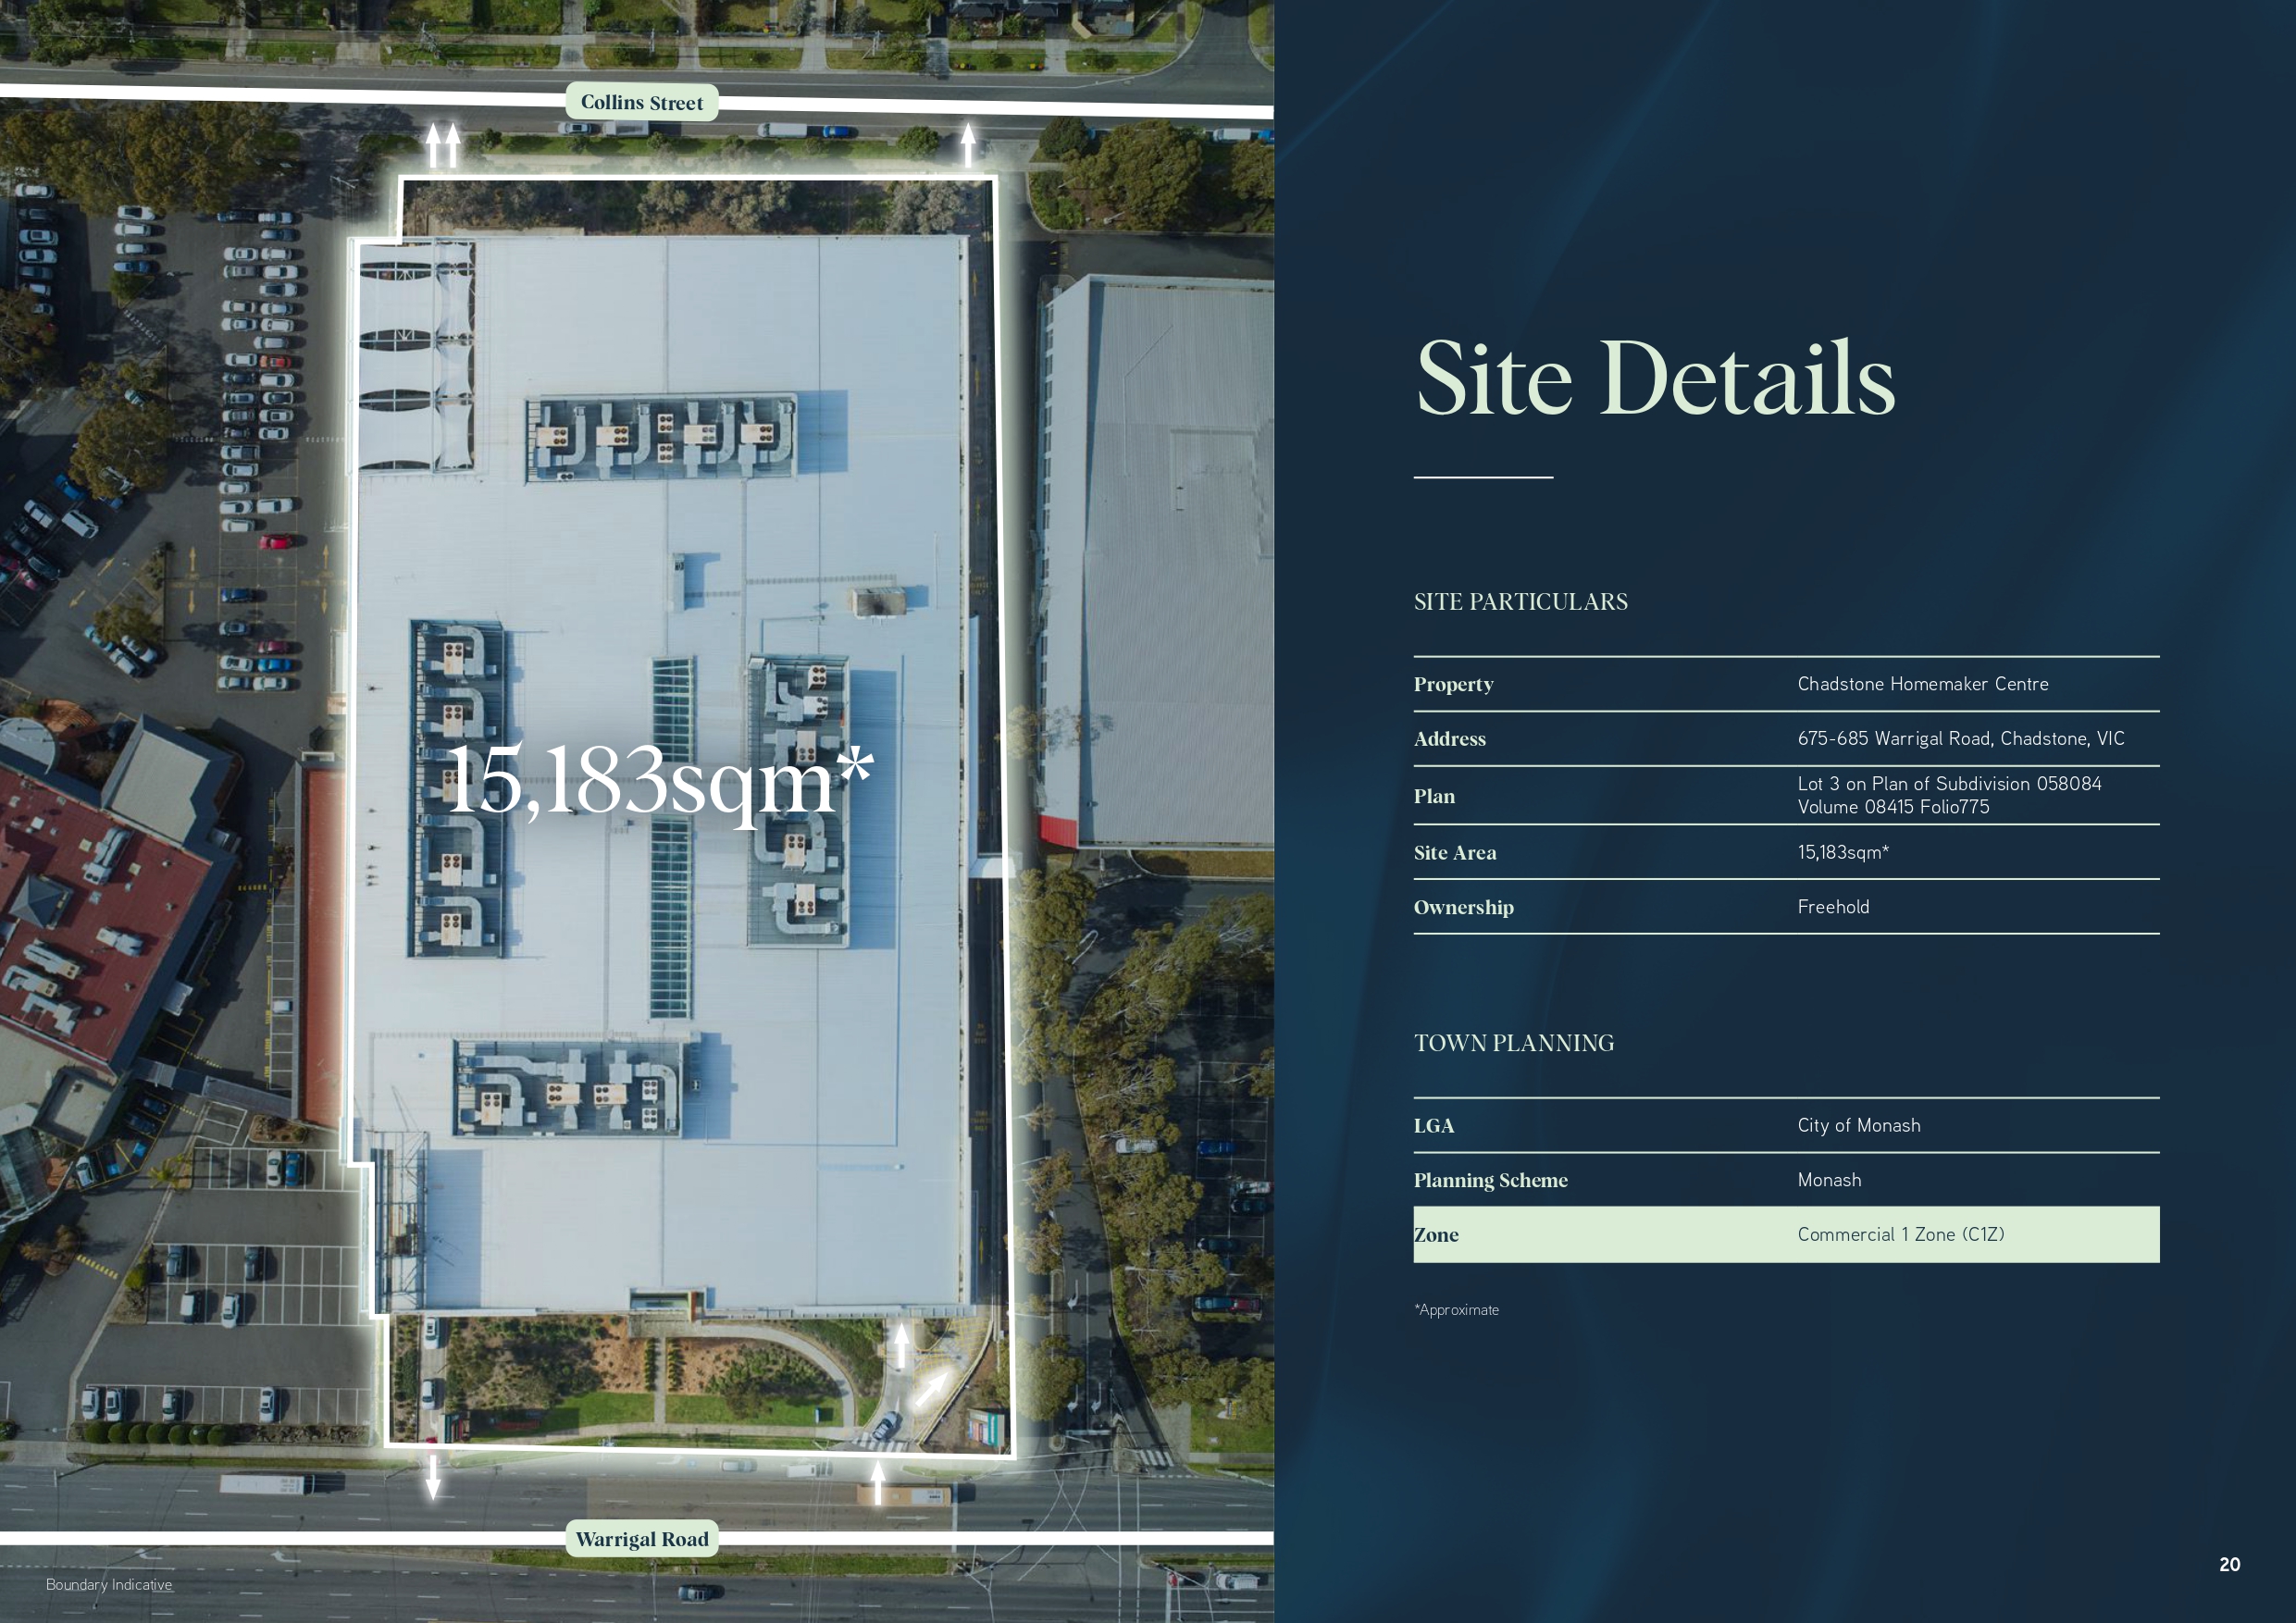 Collins Street
15,183sqm*
Warrigal Road
Boundary Indicative
Site Details
SITE PARTICULARS
Property Chadstone Homemaker Centre
Address 675-685 Warrigal Road, Chadstone, VIC
Plan Lot 3 on Plan of Subdivision 058084
Volume 08415 Folio775
Site Area 15,183sqm*
Ownership Freehold
TOWN PLANNING
LGA City of Monash
Planning Scheme Monash
Zone Commercial 1 Zone (C1Z)
*Approximate
20